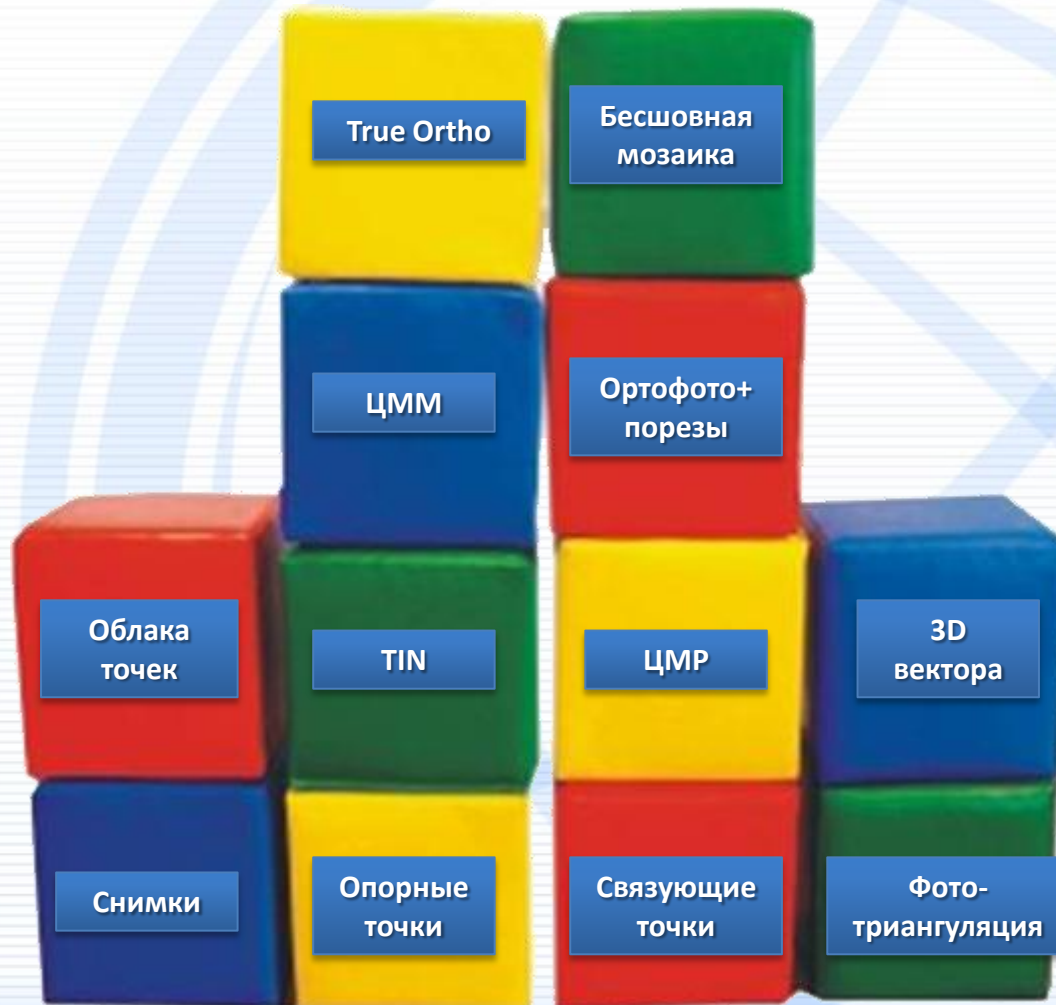 True Ortho
Бесшовная
мозаика
ЦММ
Ортофото+
порезы
Облака
точек
TIN
ЦМР
3D
вектора
Снимки
Опорные
точки
Связующие
точки
Фото-
триангуляция